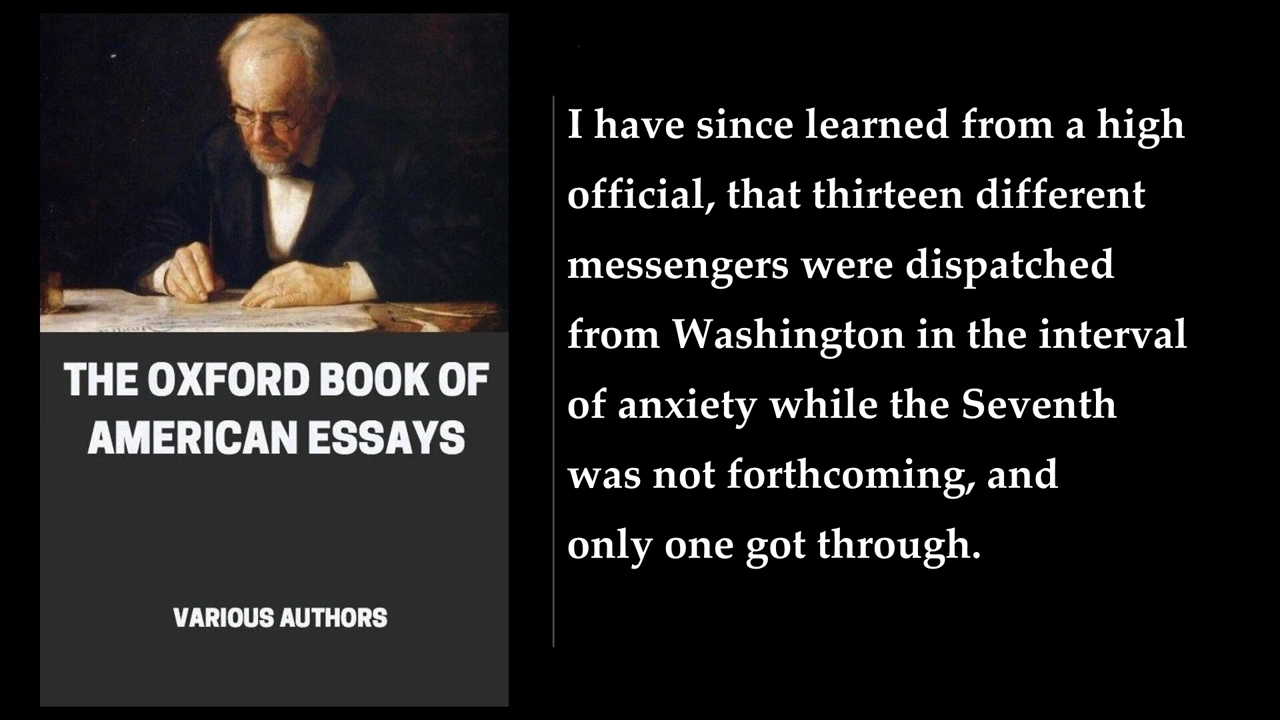 THE OXFORD BOOK OF
AMERICAN ESSAYS
VARIOUS AUTHORS
I have since learned from a high
official, that thirteen different
messengers were dispatched
from Washington in the interval
of anxiety while the Seventh
was not forthcoming, and
only one got through.